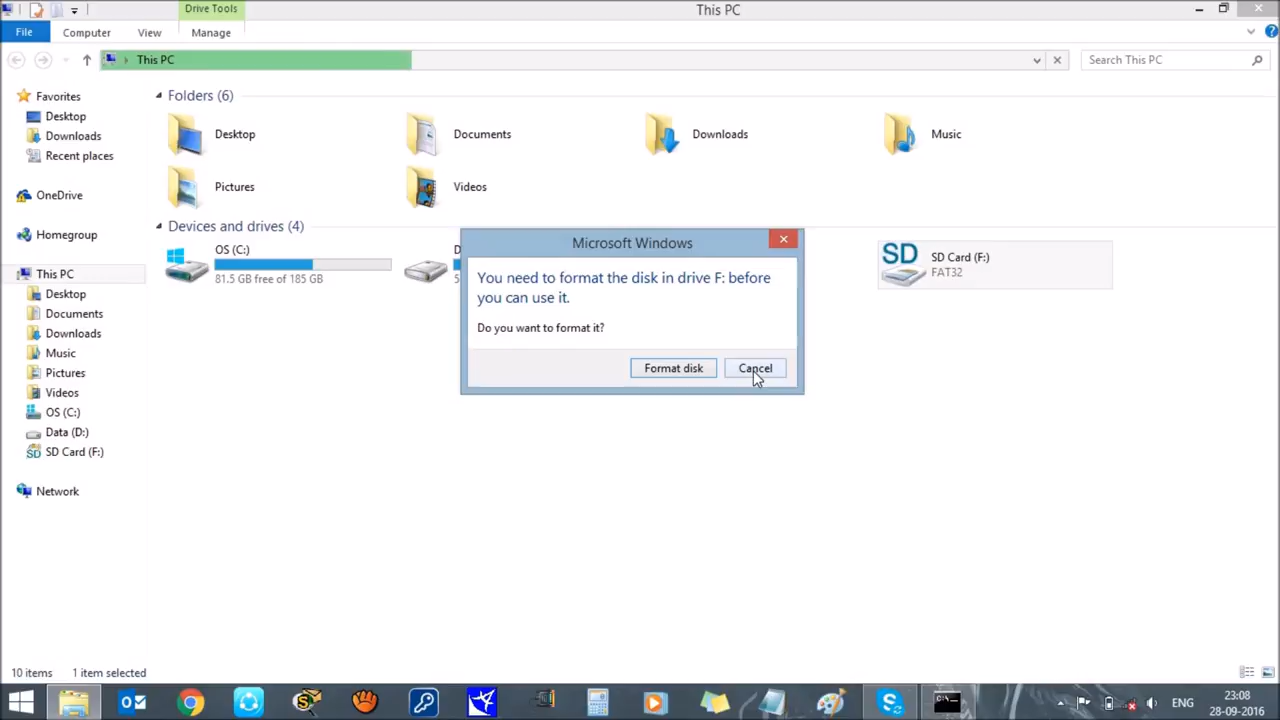 Drive Tools
This PC
File
Computer
View
Manage
This PC
Search This PC
Favorites
Desktop
Downloads
Recent places
OneDrive
Homegroup
This PC
Desktop
Documents
Downloads
Music
Pictures
Videos
OS (C:)
Data (D:)
SD Card (F:)
Network
Folders (6)
Desktop
Documents
Downloads
Music
Pictures
Videos
Devices and drives (4)
OS (C:)
81.5 GB free of 185 GB
D
5
SD
SD Card (F:)
FAT32
Microsoft Windows
You need to format the disk in drive F: before
you can use it.
Do you want to format it?
Format disk
Cancel
10 items
1 item selected
ENG
23:08
28-09-2016